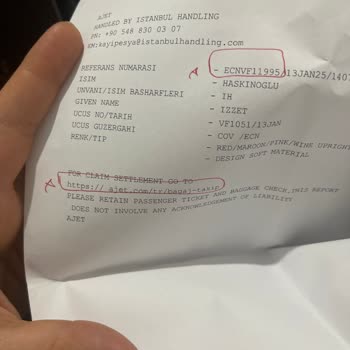 AJET
HANDLED BY ISTANBUL HANDLING
PH: +90 548 830 03 07
EM:kayipesya@istanbulhandling.com
REFERANS NUMARASI - ECNVF11995/13JAN25/1407
ISIM - HASKINOGLU
UNVANI/ISIM BASHARFLERI - IH
GIVEN NAME - IZZET
UCUS NO/TARIH - VF1051/13JAN
UCUS GUZERGAHI - COV /ECN
RENK/TIP - RED/MAROON/PINK/WINE UPRIGH
- DESIGN SOFT MATERIAL
FOR CLAIM SETTLEMENT GO TO
https:// ajet.com/tr/bagaj-takip
PLEASE RETAIN PASSENGER TICKET AND BAGGAGE CHECK.THIS REPORT
DOES NOT INVOLVE ANY ACKNOWLEDGEMENT OF LIABILITY
AJET